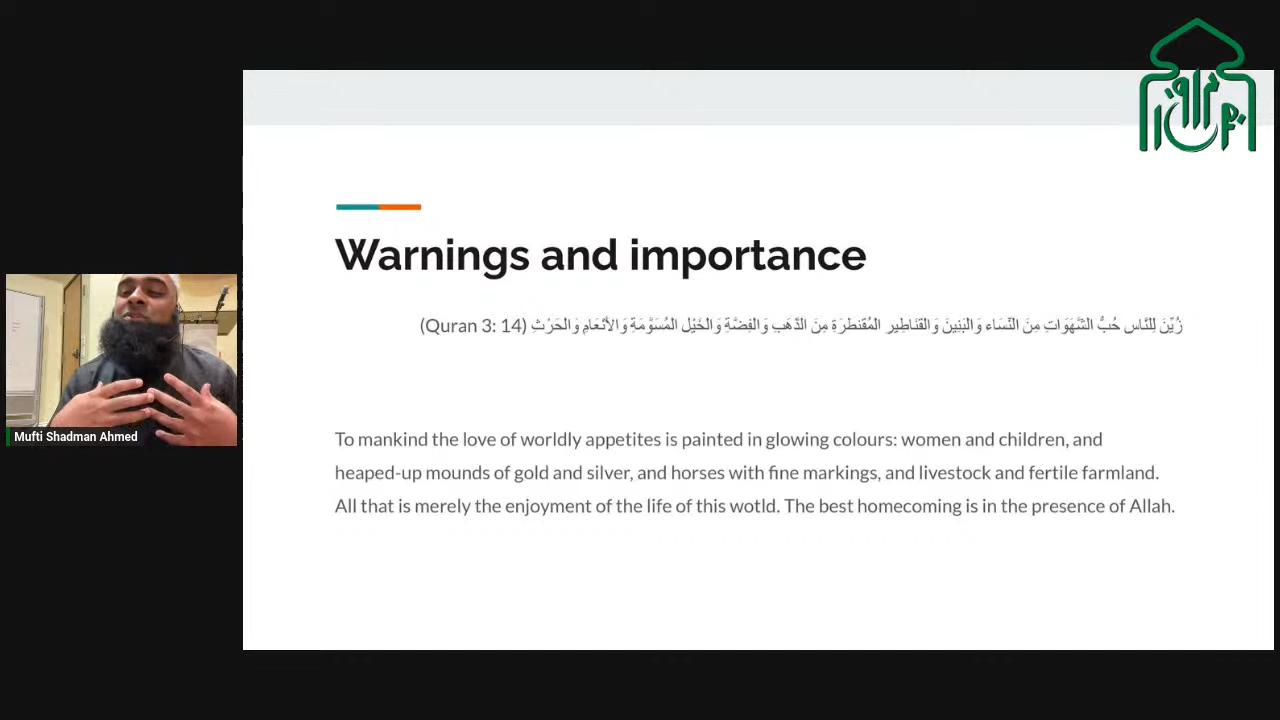 Warnings and importance
زُيِّنَ لِلنَّاسِ حُبُّ الشَّهَوَاتِ مِنَ النِّسَاء وَالْبَنِينَ وَالْقَنَاطِيرِ الْمُقَنطَرَةِ مِنَ الذَّهَبِ وَالْفِضَّةِ وَالْخَيْلِ الْمُسَوَّمَةِ وَالأَنْعَامِ وَالْحَرْثِ (Quran 3: 14)
To mankind the love of worldly appetites is painted in glowing colours: women and children, and
heaped-up mounds of gold and silver, and horses with fine markings, and livestock and fertile farmland.
All that is merely the enjoyment of the life of this wotld. The best homecoming is in the presence of Allah.
Mufti Shadman Ahmed